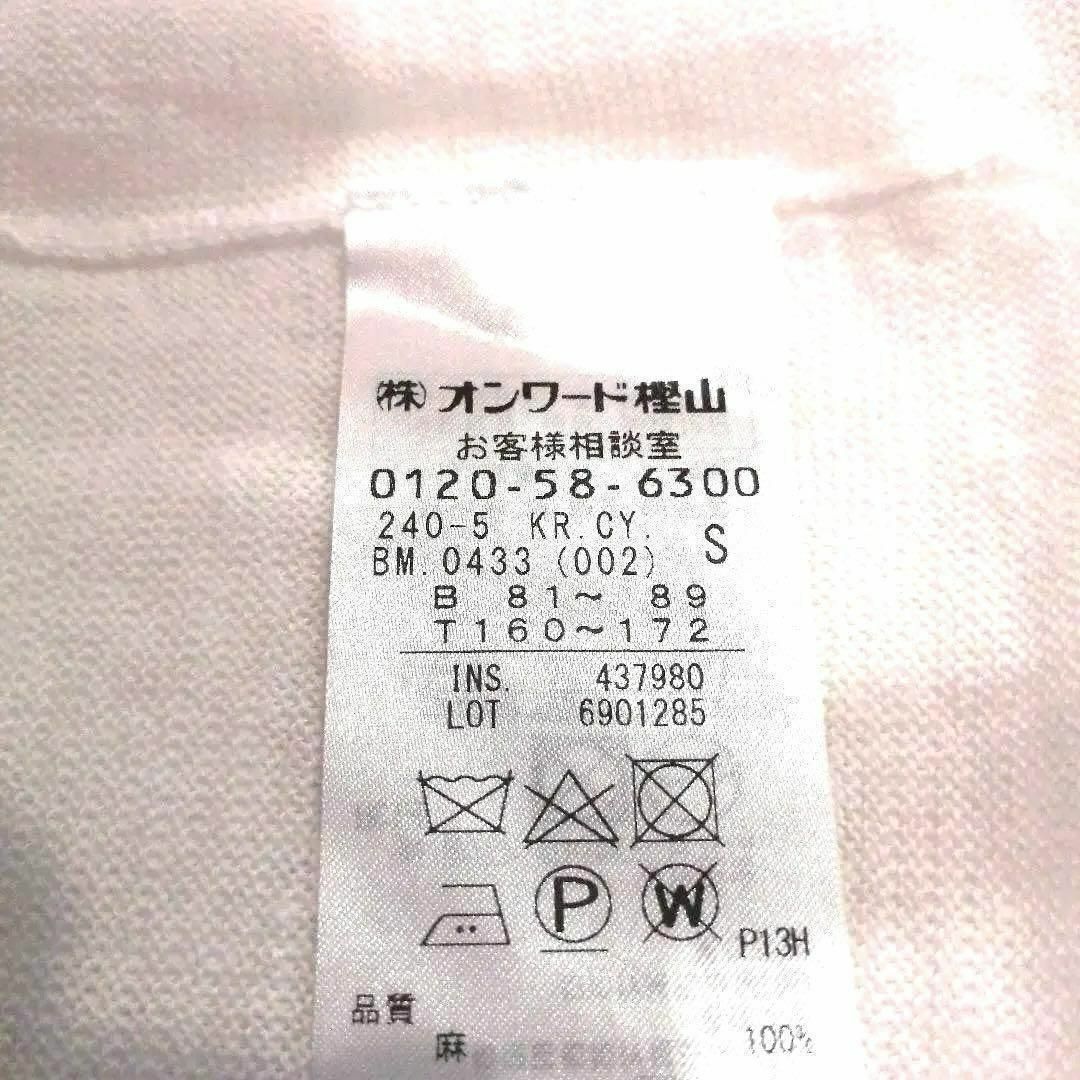 ㈱オンワード樫山
お客様相談室
0120-58-6300
240-5 KR.CY. S
BM.0433 (002)
B 81~ 89
T160~172
INS. 437980
LOT 6901285
P W P13H
品質
麻 100%